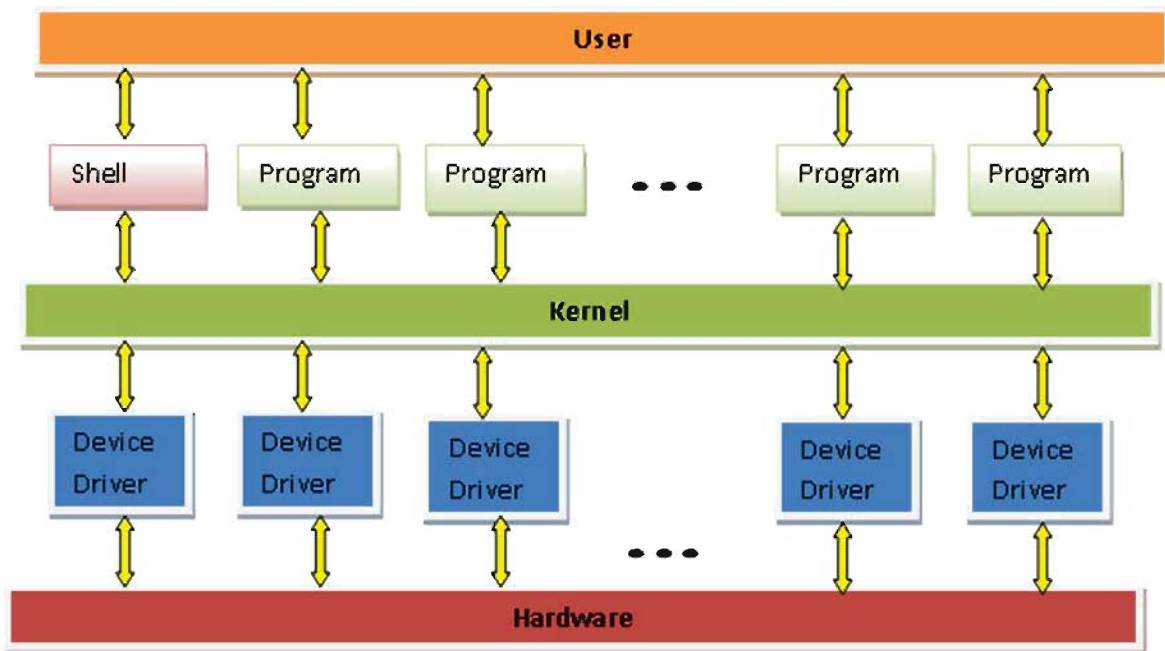 User
Shell
Program
Program
Program
Program
Kernel
Device
Driver
Device
Driver
Device
Driver
Device
Driver
Device
Driver
Hardware